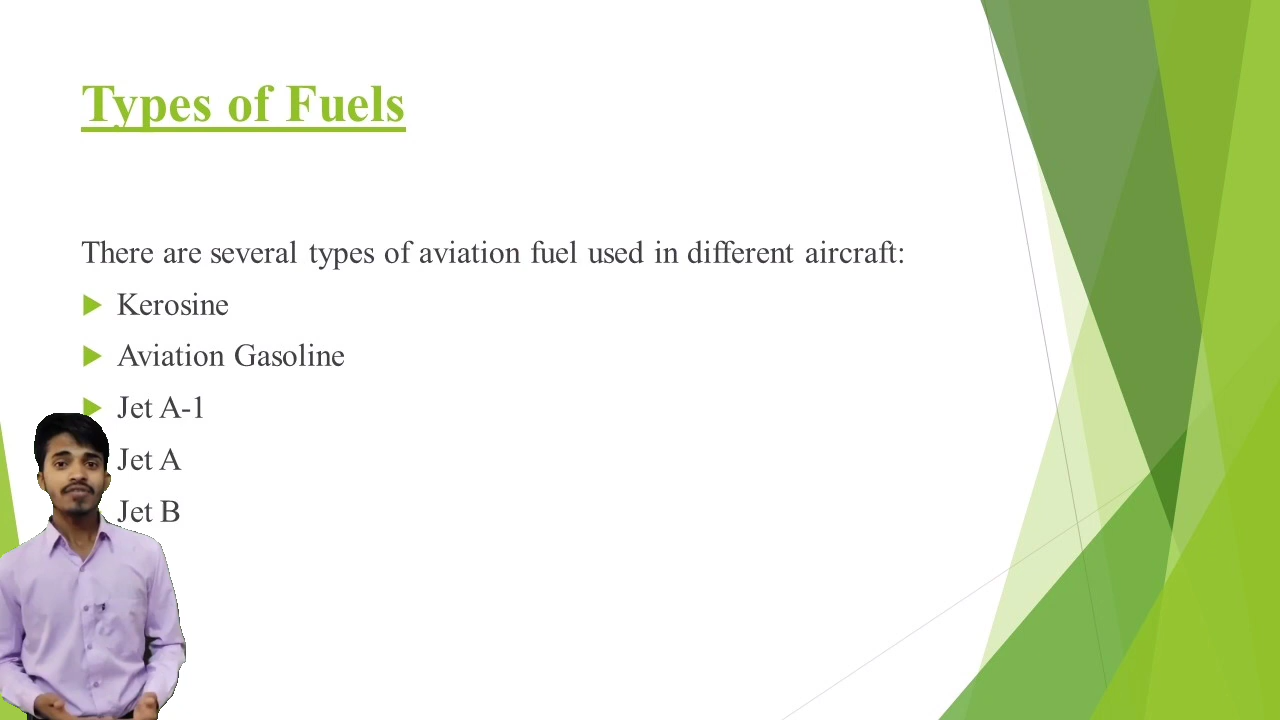 Types of Fuels
There are several types of aviation fuel used in different aircraft:
Kerosine
Aviation Gasoline
Jet A-1
Jet A
Jet B